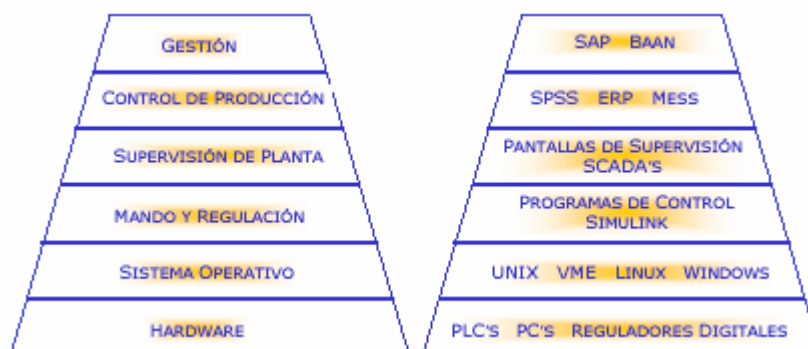 GESTIÓN
CONTROL DE PRODUCCIÓN
SUPERVISIÓN DE PLANTA
MANDO Y REGULACIÓN
SISTEMA OPERATIVO
HARDWARE
SAP BAAN
SPSS ERP MESS
PANTALLAS DE SUPERVISIÓN
SCADA'S
PROGRAMAS DE CONTROL
SIMULINK
UNIX VME LINUX WINDOWS
PLC'S PC'S REGULADORES DIGITALES